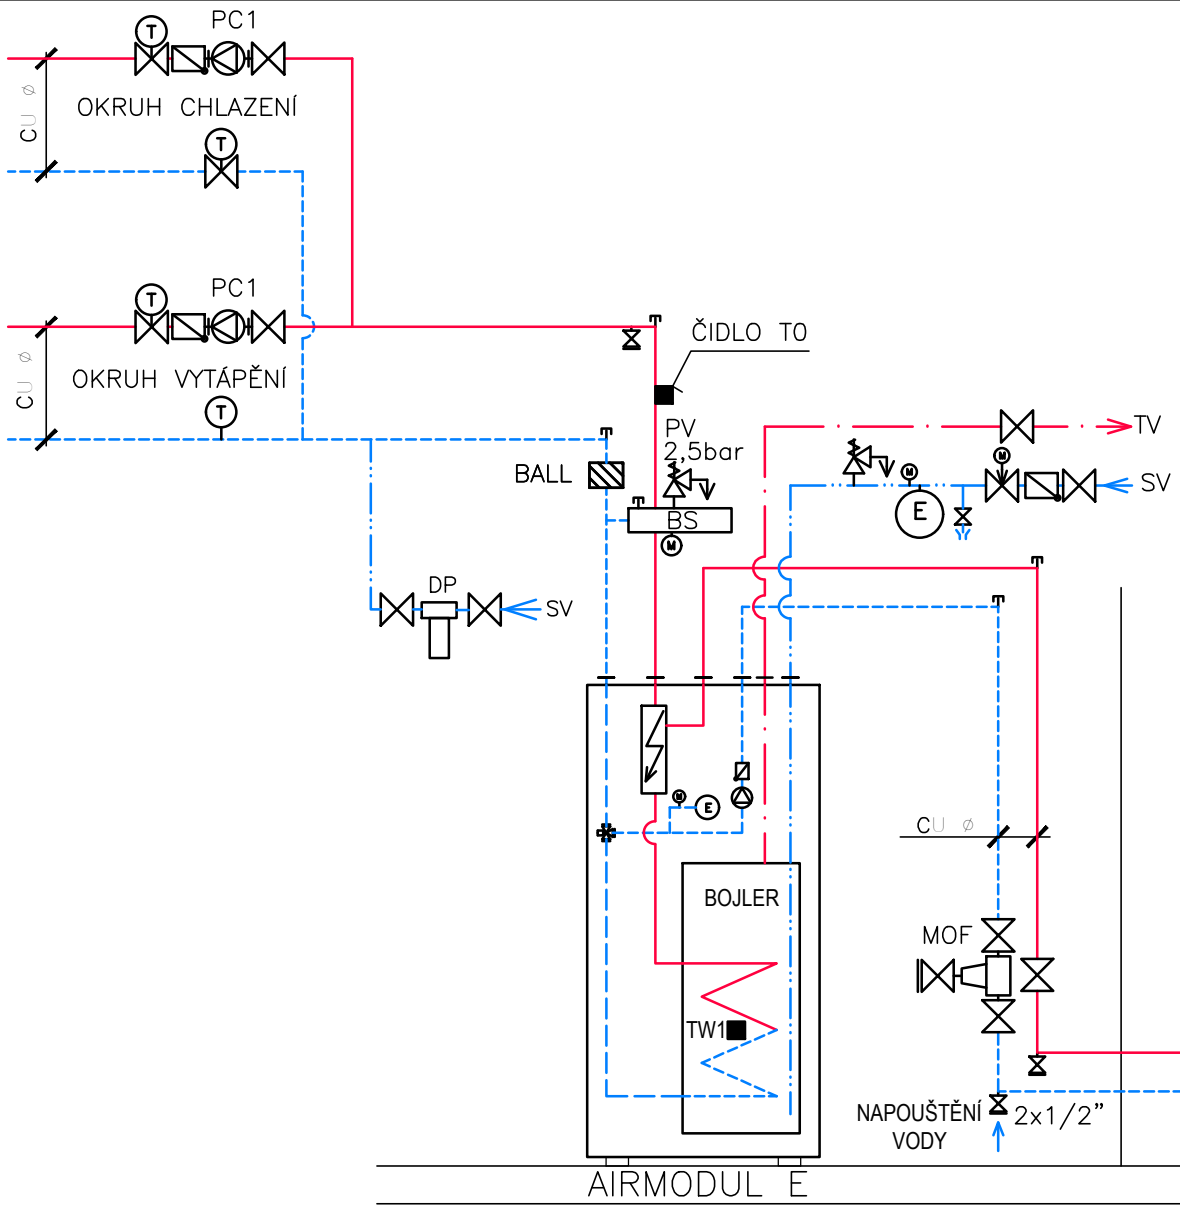 PC1
T
CU Ø
OKRUH CHLAZENÍ
T
PC1
T
CU Ø
OKRUH VYTÁPĚNÍ
T
ČIDLO T0
PV
2,5bar
BALL
BS
M
TV
M
M
SV
E
DP
SV
M
E
CU Ø
BOJLER
MOF
TW1
NAPOUŠTĚNÍ
VODY
2x1/2”
AIRMODUL E